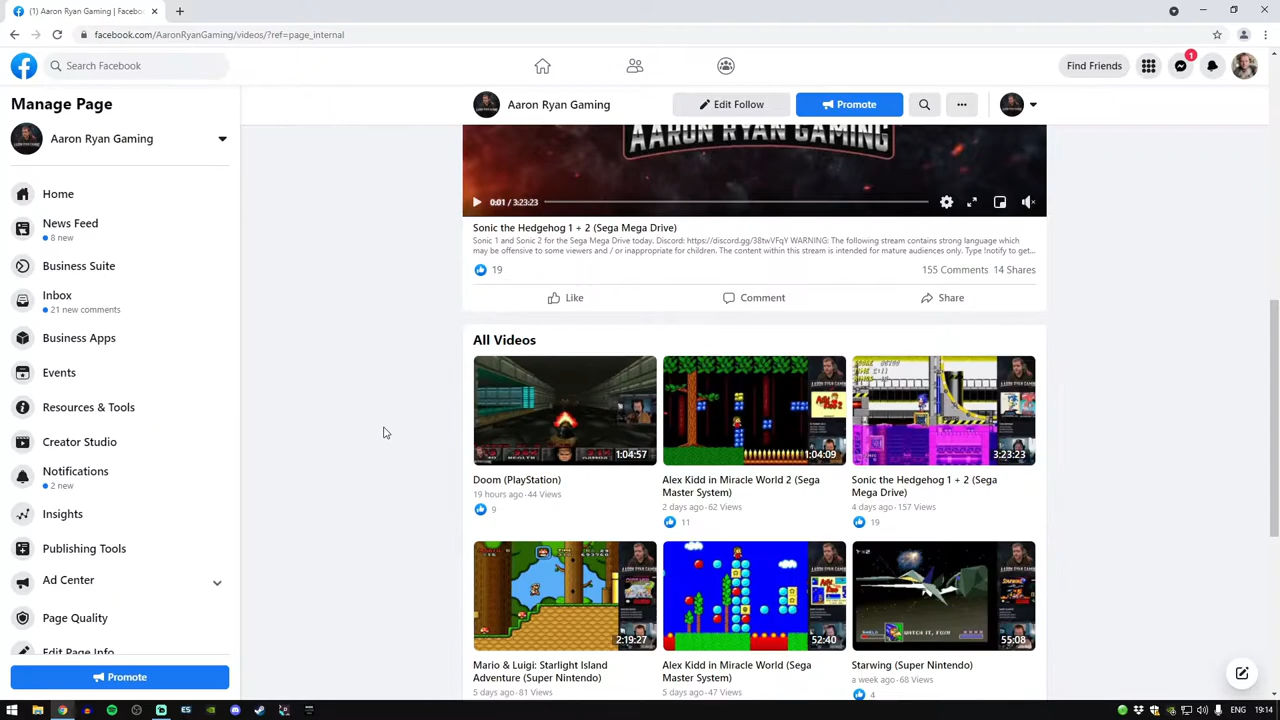 (1) Aaron Ryan Gaming | Facebook
facebook.com/AaronRyanGaming/videos/?ref=page_internal
Search Facebook
Find Friends
1
Manage Page
Aaron Ryan Gaming
Edit Follow
Promote
Aaron Ryan Gaming
Home
News Feed
8 new
Business Suite
Inbox
21 new comments
Business Apps
Events
Resources & Tools
Creator Studio
Notifications
2 new
Insights
Publishing Tools
Ad Center
Page Quality
Edit Page Info
Promote
AARON RYAN GAMING
0:01 / 3:23:23
Sonic the Hedgehog 1 + 2 (Sega Mega Drive)
Sonic 1 and Sonic 2 for the Sega Mega Drive today. Discord: https://discord.gg/38twVFqY WARNING: The following stream contains strong language which
may be offensive to some viewers and / or inappropriate for children. The content within this stream is intended for mature audiences only. Type !notify to get...
19
155 Comments 14 Shares
Like
Comment
Share
All Videos
1:04:57
1:04:09
3:23:23
Doom (PlayStation)
19 hours ago · 44 Views
9
Alex Kidd in Miracle World 2 (Sega
Master System)
2 days ago · 62 Views
11
Sonic the Hedgehog 1 + 2 (Sega
Mega Drive)
4 days ago · 157 Views
19
2:19:27
52:40
55:08
Mario & Luigi: Starlight Island
Adventure (Super Nintendo)
5 days ago · 81 Views
Alex Kidd in Miracle World (Sega
Master System)
5 days ago · 47 Views
Starwing (Super Nintendo)
a week ago · 68 Views
4
ENG
19:14